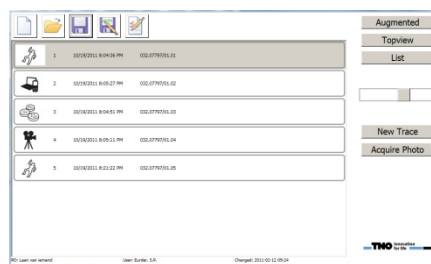 Augmented
Topview
List
1 10/19/2011 8:04:36 PM 032.07797/01.01
2 10/19/2011 8:05:27 PM 032.07797/01.02
3 10/19/2011 8:04:51 PM 032.07797/01.03
4 10/19/2011 8:05:11 PM 032.07797/01.04
5 10/19/2011 8:21:22 PM 032.07797/01.05
New Trace
Acquire Photo
TNO innovation for life
User: Eurder, S.P.
Changed: 2011-02-12 09:24